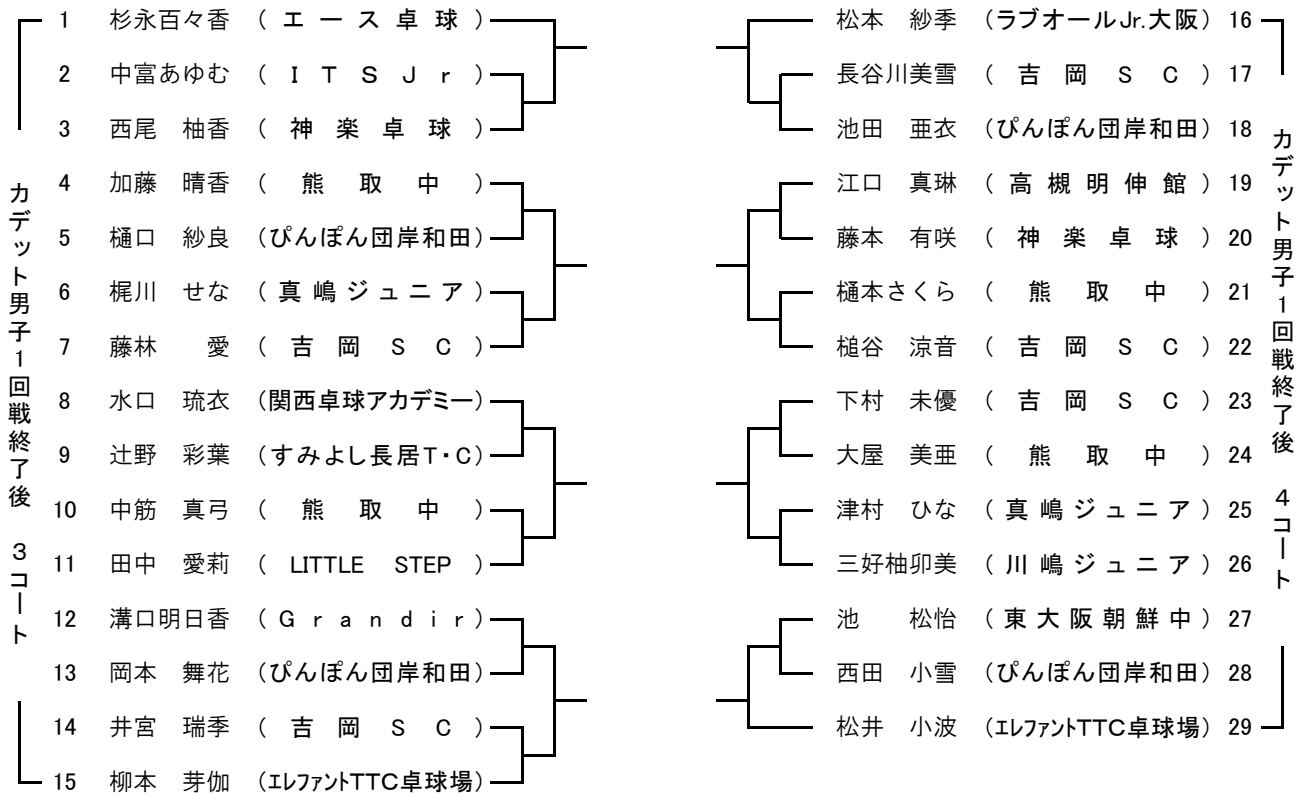 1 杉永百々香 (エース卓球)
2 中富あゆむ (ITSJr)
3 西尾 柚香 (神楽卓球)
4 加藤 晴香 (熊取中)
5 樋口 紗良 (ぴんぽん団岸和田)
6 梶川 せな (真嶋ジュニア)
7 藤林 愛 (吉岡SC)
8 水口 琉衣 (関西卓球アカデミー)
9 辻野 彩葉 (すみよし長居T・C)
10 中筋 真弓 (熊取中)
11 田中 愛莉 (LITTLE STEP)
12 溝口明日香 (Grandir)
13 岡本 舞花 (ぴんぽん団岸和田)
14 井宮 瑞季 (吉岡SC)
15 柳本 芽伽 (エレファントTTC卓球場)
カデット男子1回戦終了後 3コート
松本 紗季 (ラブオールJr.大阪) 16
長谷川美雪 (吉岡SC) 17
池田 亜衣 (ぴんぽん団岸和田) 18
江口 真琳 (高槻明伸館) 19
藤本 有咲 (神楽卓球) 20
樋本さくら (熊取中) 21
槌谷 涼音 (吉岡SC) 22
下村 未優 (吉岡SC) 23
大屋 美亜 (熊取中) 24
津村 ひな (真嶋ジュニア) 25
三好柚卯美 (川嶋ジュニア) 26
池 松怡 (東大阪朝鮮中) 27
西田 小雪 (ぴんぽん団岸和田) 28
松井 小波 (エレファントTTC卓球場) 29
カデット男子1回戦終了後 4コート